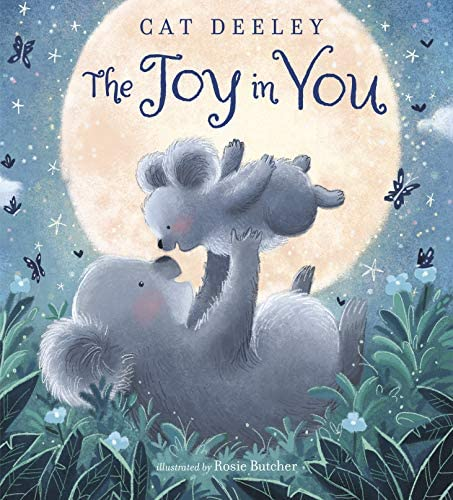 CAT DEELEY
The Joy in You
illustrated by Rosie Butcher